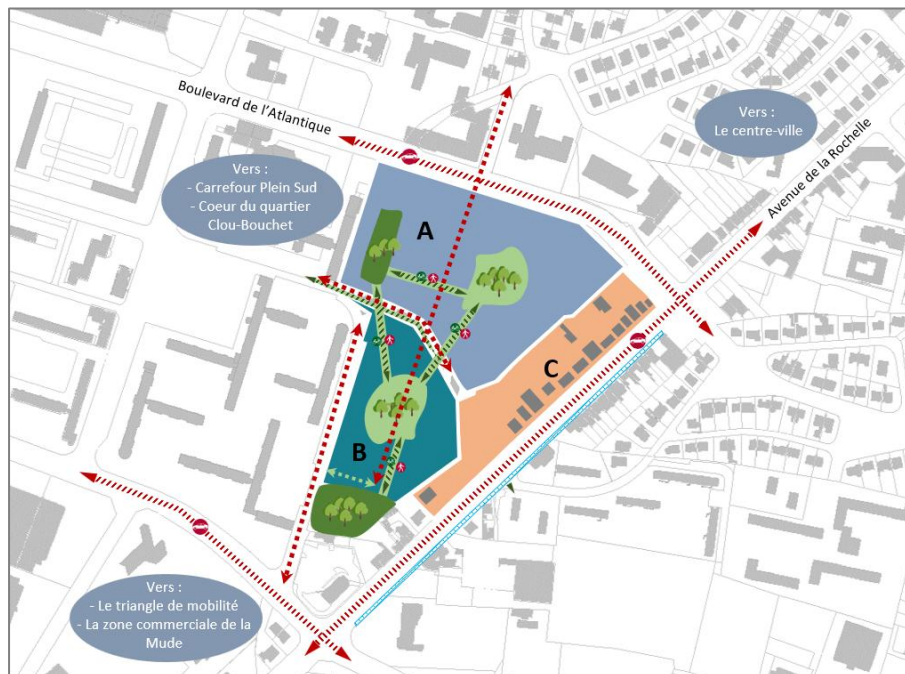 Boulevard de l'Atlantique
Vers :
Le centre-ville
Avenue de la Rochelle
Vers :
- Carrefour Plein Sud
- Coeur du quartier
Clou-Bouchet
A
C
B
Vers :
- Le triangle de mobilité
- La zone commerciale de la
Mude